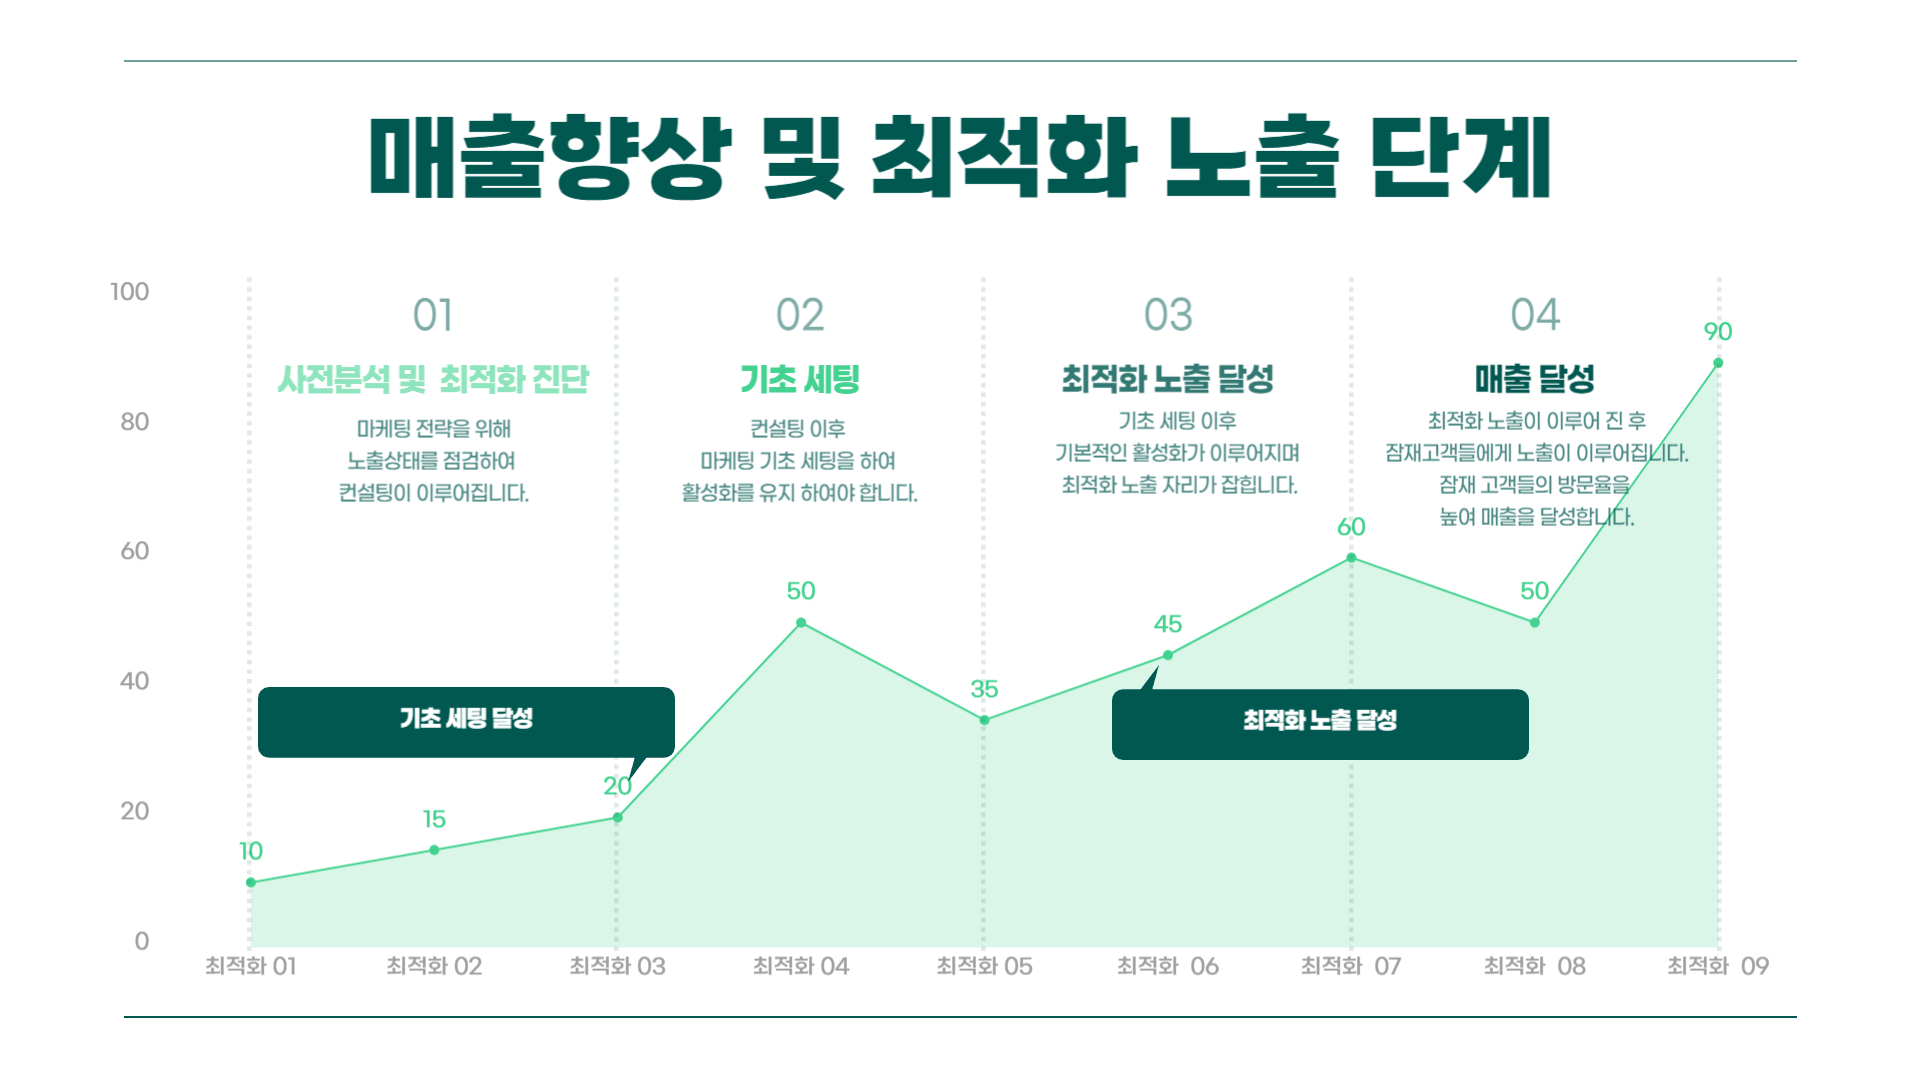 매출향상 및 최적화 노출 단계
01
사전분석 및 최적화 진단
마케팅 전략을 위해
노출상태를 점검하여
컨설팅이 이루어집니다.
02
기초 세팅
컨설팅 이후
마케팅 기초 세팅을 하여
활성화를 유지 하여야 합니다.
03
최적화 노출 달성
기초 세팅 이후
기본적인 활성화가 이루어지며
최적화 노출 자리가 잡힙니다.
04
매출 달성
최적화 노출이 이루어 진 후
잠재고객들에게 노출이 이루어집니다.
잠재 고객들의 방문율을
높여 매출을 달성합니다.
100
80
60
40
20
0
10
15
20
50
35
45
60
50
90
기초 세팅 달성
최적화 노출 달성
최적화 01
최적화 02
최적화 03
최적화 04
최적화 05
최적화 06
최적화 07
최적화 08
최적화 09